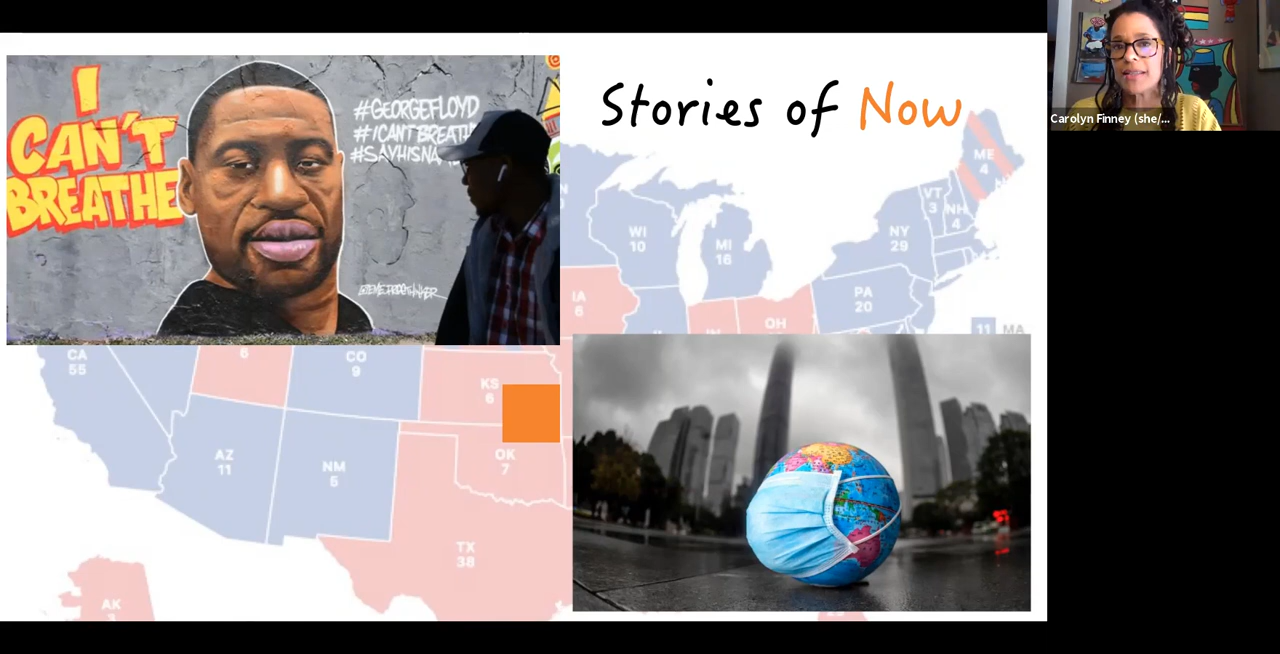 I
CAN'T
BREATHE
#GEORGEFLOYD
#ICANTBREATH
#SAYHISNA
Stories of Now
ME
4
VT
3
NH
4
WI
10
MI
16
NY
29
PA
20
IA
6
OH
11 MA
CA
55
6
CO
9
KS
6
AZ
11
NM
5
OK
7
TX
38
AK
Carolyn Finney (she/...